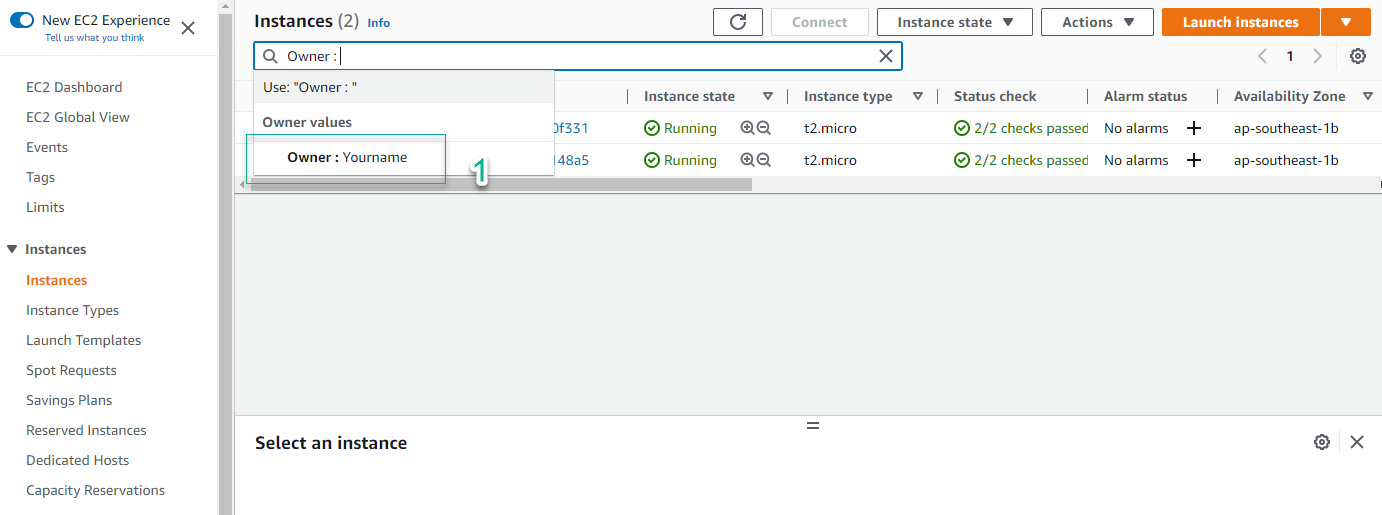 New EC2 Experience
Tell us what you think
EC2 Dashboard
EC2 Global View
Events
Tags
Limits
Instances
Instances
Instance Types
Launch Templates
Spot Requests
Savings Plans
Reserved Instances
Dedicated Hosts
Capacity Reservations
Instances (2) Info
Connect
Instance state
Actions
Launch instances
Owner :
1
Use: "Owner : "
Owner values
Owner : Yourname
1
Instance state Instance type Status check Alarm status Availability Zone
0f331 Running t2.micro 2/2 checks passed No alarms ap-southeast-1b
148a5 Running t2.micro 2/2 checks passed No alarms ap-southeast-1b
Select an instance